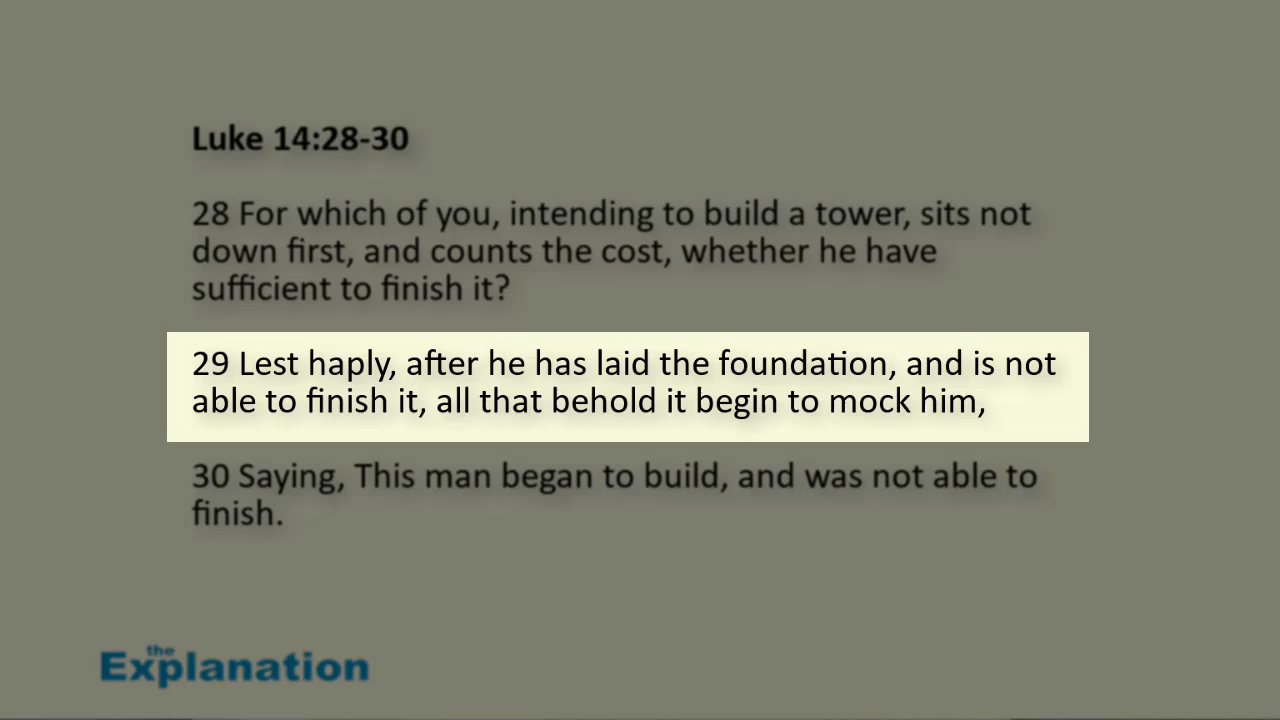 Luke 14:28-30
28 For which of you, intending to build a tower, sits not
down first, and counts the cost, whether he have
sufficient to finish it?
29 Lest haply, after he has laid the foundation, and is not
able to finish it, all that behold it begin to mock him,
30 Saying, This man began to build, and was not able to
finish.
the
Explanation